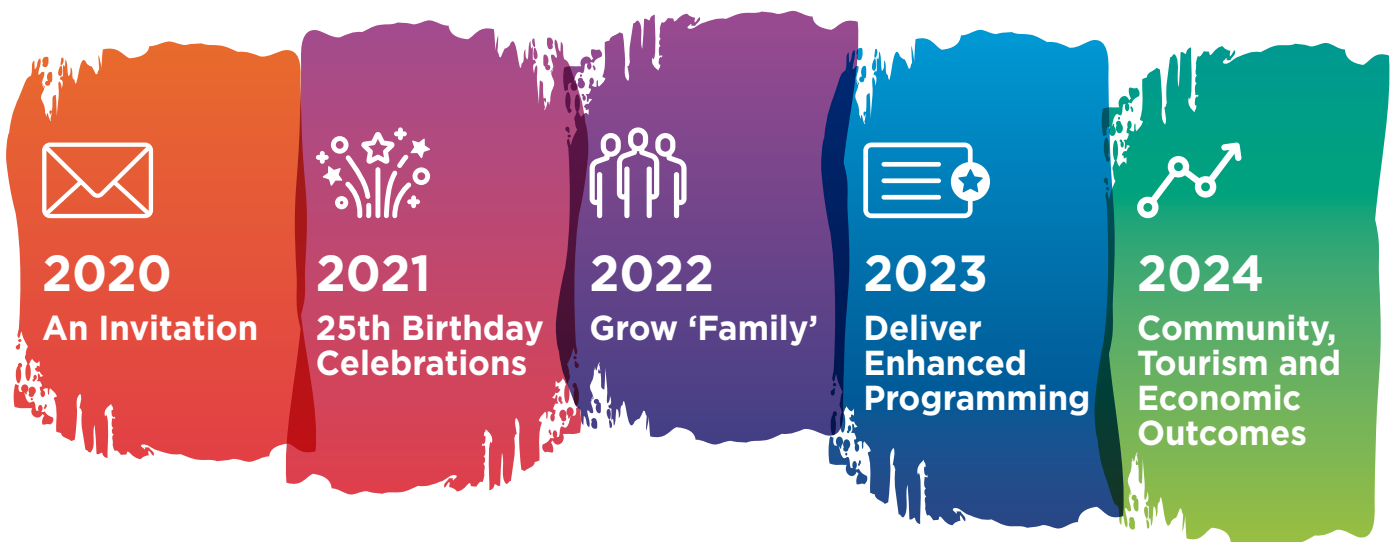 2020
An Invitation
2021
25th Birthday
Celebrations
2022
Grow ‘Family’
2023
Deliver
Enhanced
Programming
2024
Community,
Tourism and
Economic
Outcomes